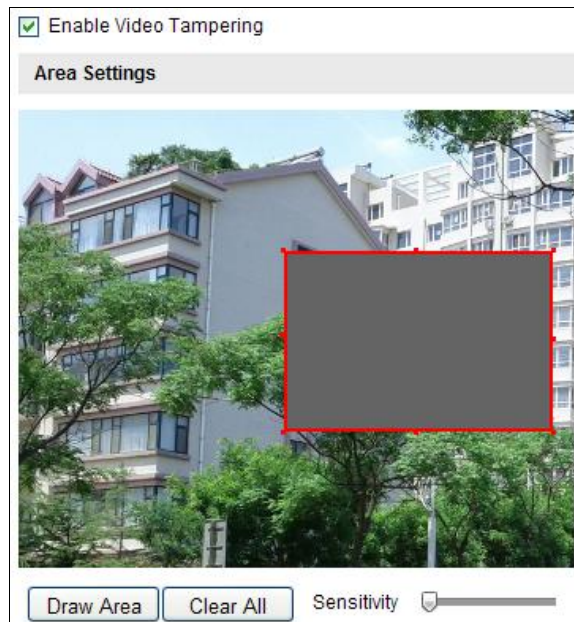 Enable Video Tampering
Area Settings
Draw Area
Clear All
Sensitivity